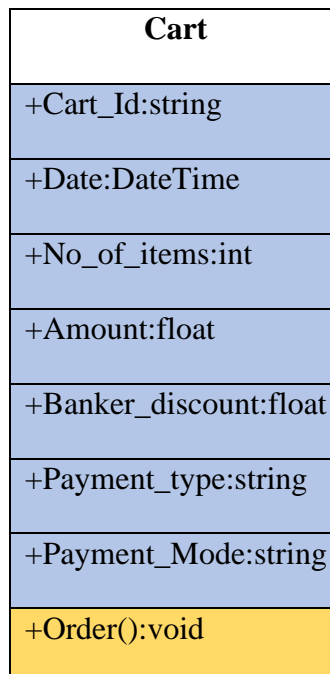 Cart
+Cart_Id:string
+Date:DateTime
+No_of_items:int
+Amount:float
+Banker_discount:float
+Payment_type:string
+Payment_Mode:string
+Order():void